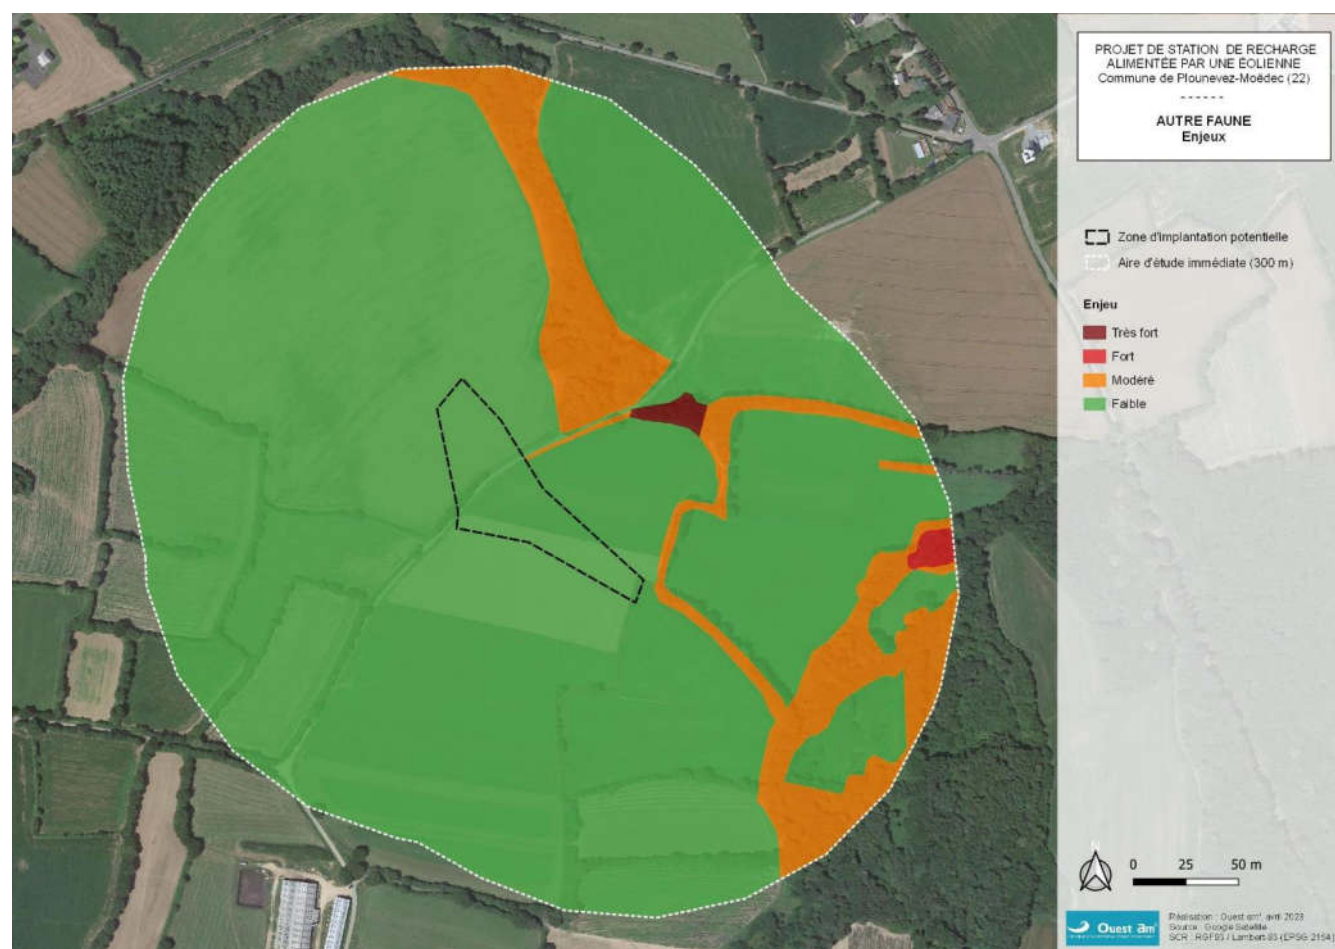 PROJET DE STATION DE RECHARGE
ALIMENTÉE PAR UNE ÉOLIENNE
Commune de Plounevez-Moëdec (22)
------
AUTRE FAUNE
Enjeux
Zone d'implantation potentielle
Aire d'étude immédiate (300 m)
Enjeu
Très fort
Fort
Modéré
Faible
N
0 25 50 m
Ouest am'
Réalisation : Ouest am', avril 2023
Source : Google Satellite
SCR : RGF93 / Lambert-93 (EPSG 2154)